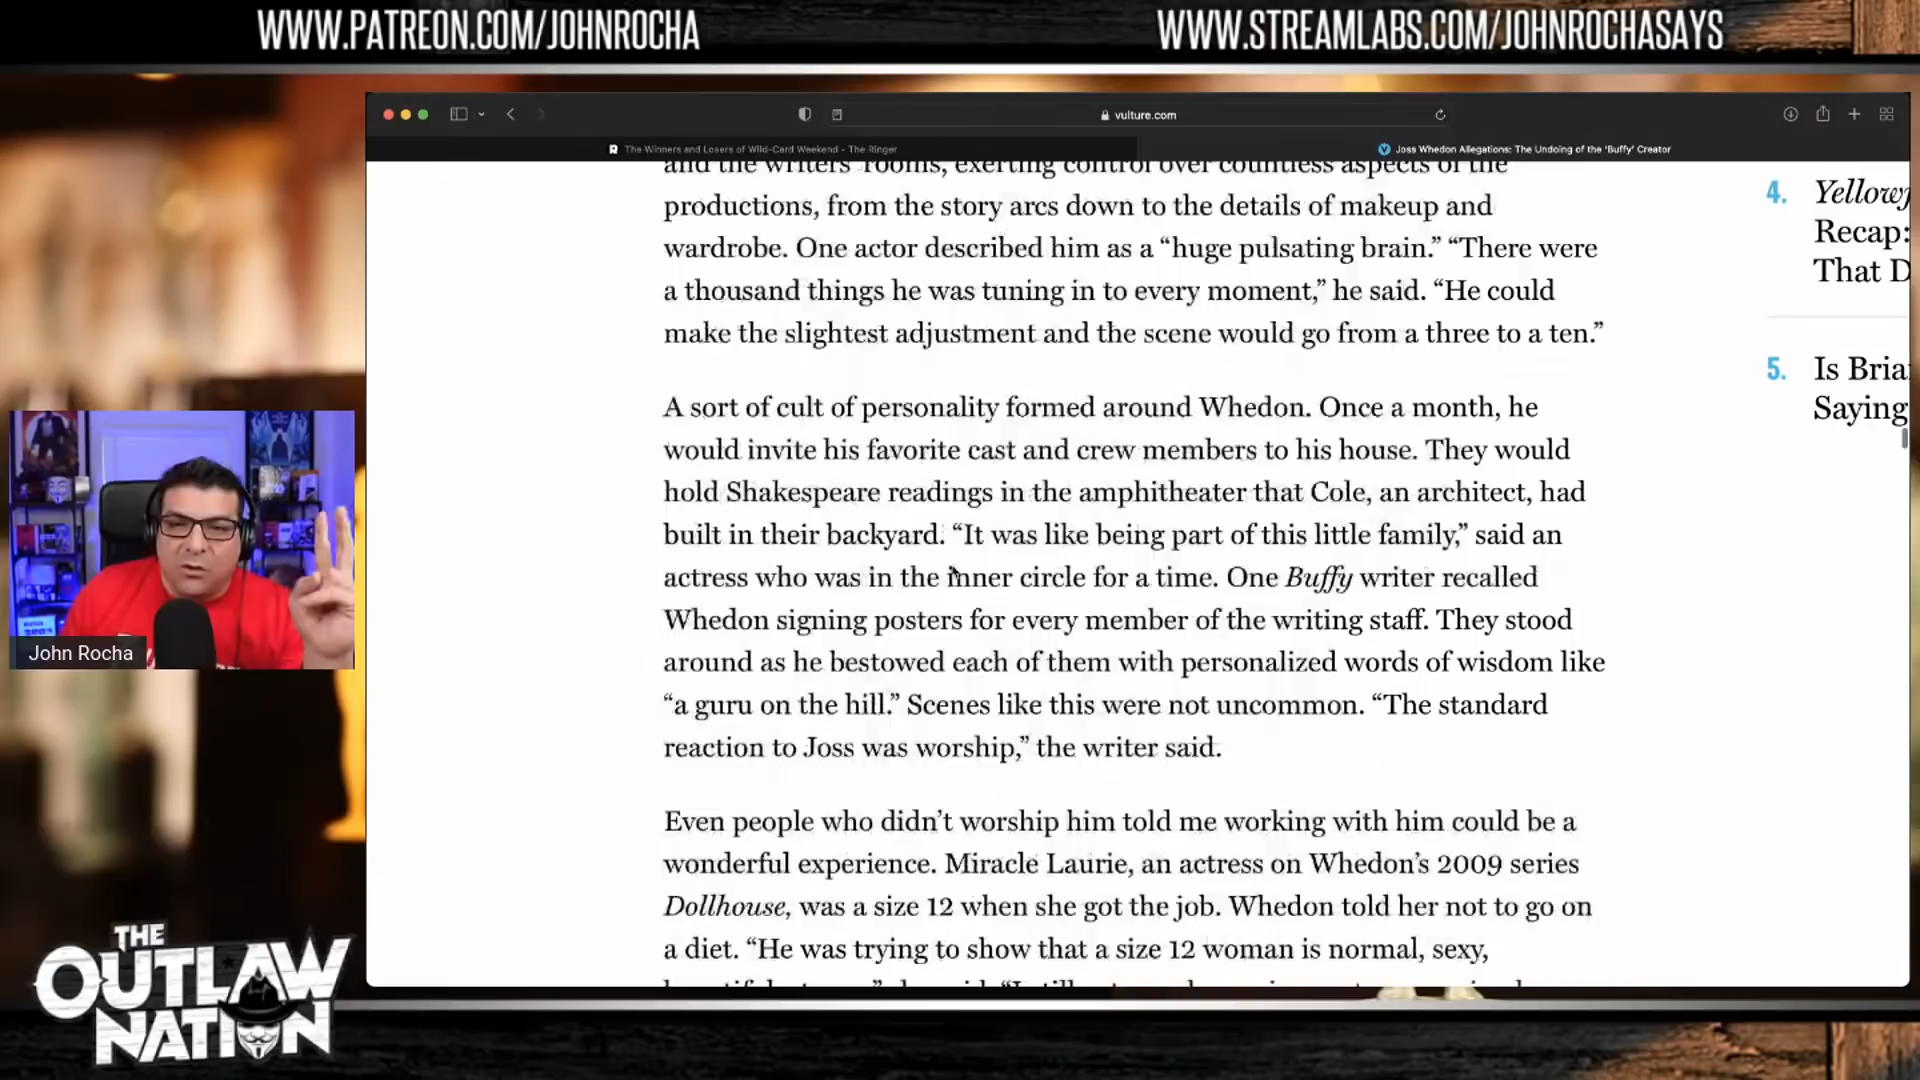 WWW.PATREON.COM/JOHNROCHA
WWW.STREAMLABS.COM/JOHNROCHASAYS
vulture.com
The Winners and Losers of Wild-Card Weekend - The Ringer
Joss Whedon Allegations: The Undoing of the ‘Buffy’ Creator
and the writers’ rooms, exerting control over countless aspects of the
productions, from the story arcs down to the details of makeup and
wardrobe. One actor described him as a “huge pulsating brain.” “There were
a thousand things he was tuning in to every moment,” he said. “He could
make the slightest adjustment and the scene would go from a three to a ten.”
A sort of cult of personality formed around Whedon. Once a month, he
would invite his favorite cast and crew members to his house. They would
hold Shakespeare readings in the amphitheater that Cole, an architect, had
built in their backyard. “It was like being part of this little family,” said an
actress who was in the inner circle for a time. One Buffy writer recalled
Whedon signing posters for every member of the writing staff. They stood
around as he bestowed each of them with personalized words of wisdom like
“a guru on the hill.” Scenes like this were not uncommon. “The standard
reaction to Joss was worship,” the writer said.
Even people who didn’t worship him told me working with him could be a
wonderful experience. Miracle Laurie, an actress on Whedon’s 2009 series
Dollhouse, was a size 12 when she got the job. Whedon told her not to go on
a diet. “He was trying to show that a size 12 woman is normal, sexy,
4.
Recap:
That D
5. Is Bria
Saying
John Rocha
THE
OUTLAW
NATION